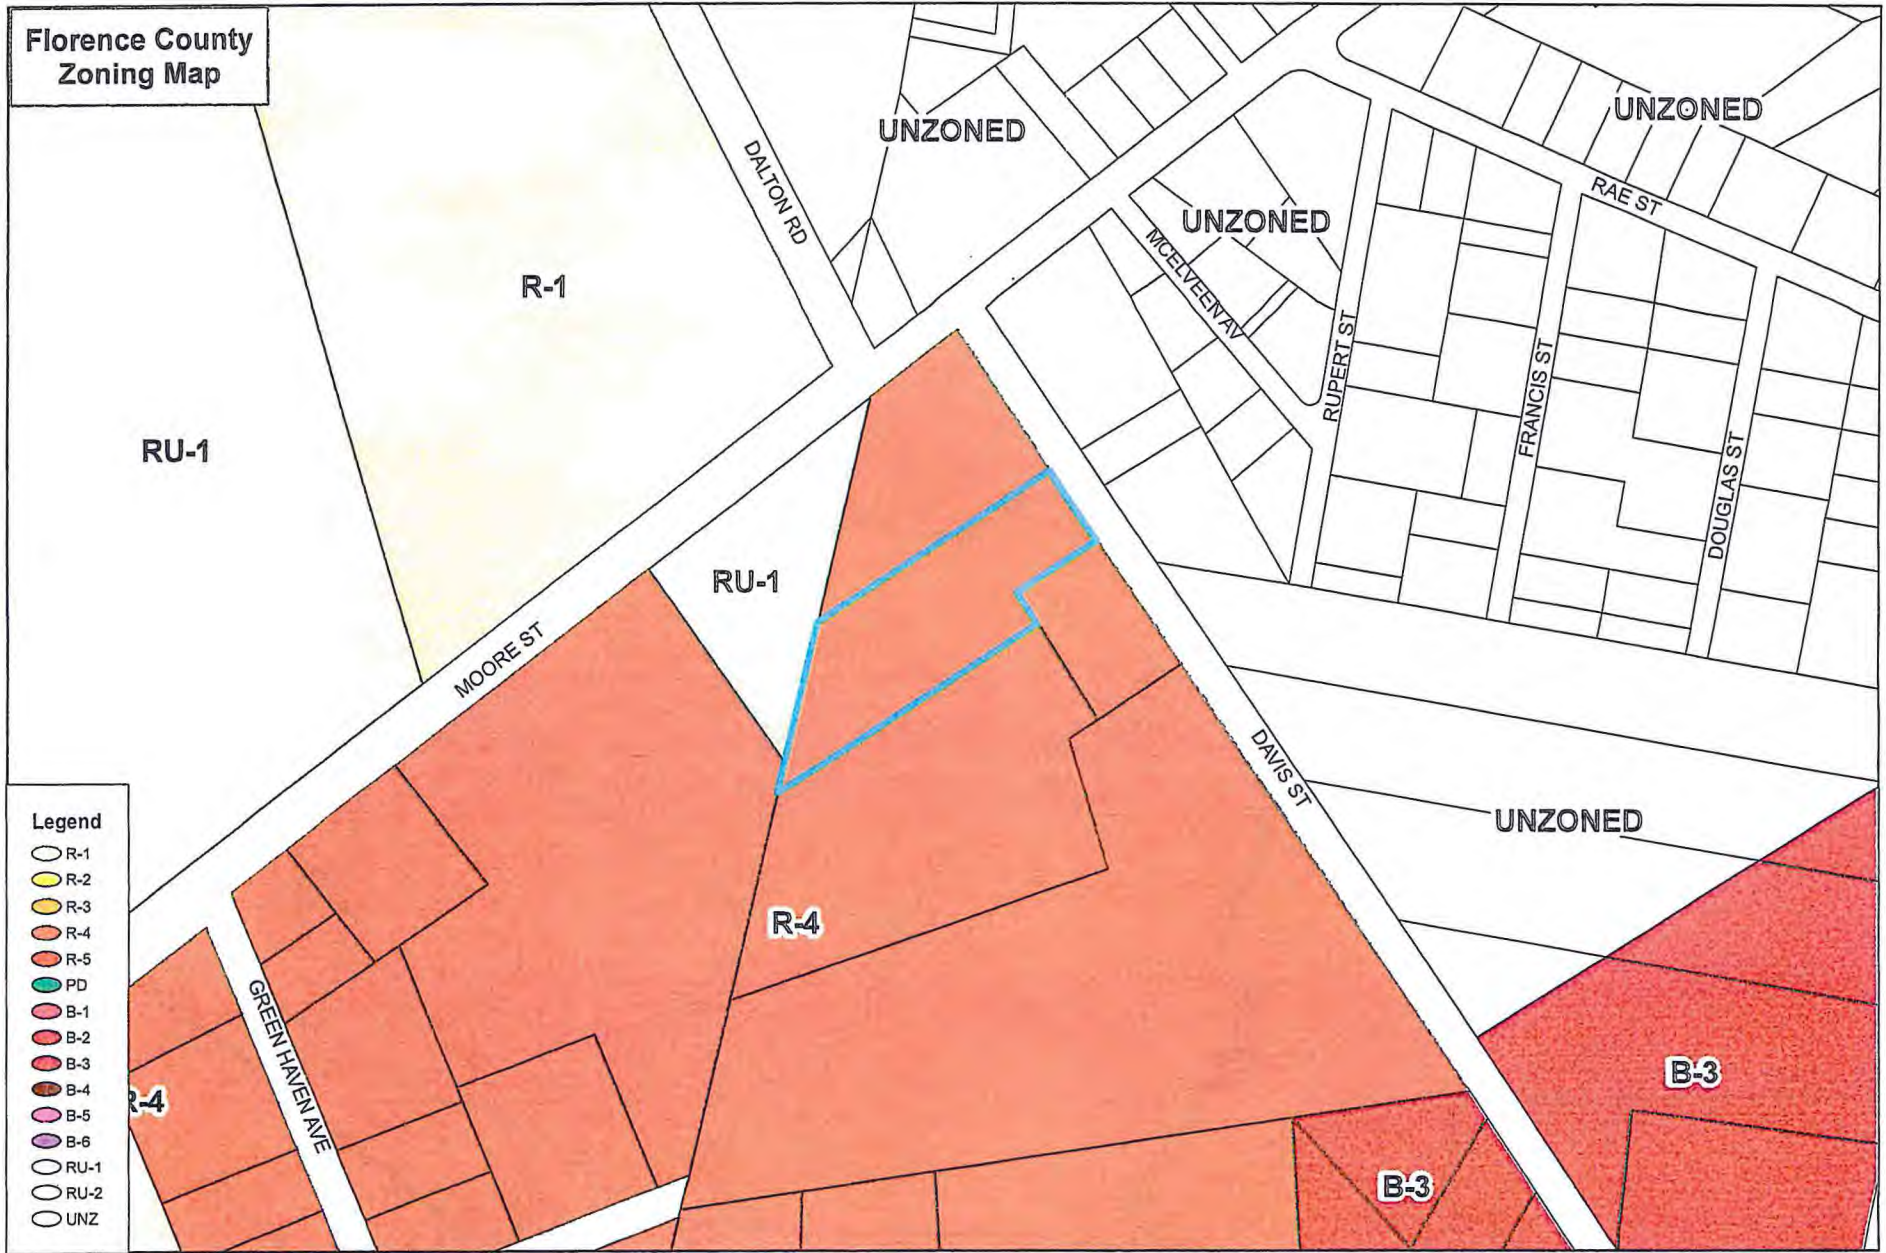 Florence County
Zoning Map
UNZONED
UNZONED
DALTON RD
RAE ST
UNZONED
MCELVEEN AV
R-1
RUPERT ST
FRANCIS ST
RU-1
DOUGLAS ST
RU-1
MOORE ST
DAVIS ST
UNZONED
R-4
GREEN HAVEN AVE
B-3
R-4
B-3
Legend
R-1
R-2
R-3
R-4
R-5
PD
B-1
B-2
B-3
B-4
B-5
B-6
RU-1
RU-2
UNZ